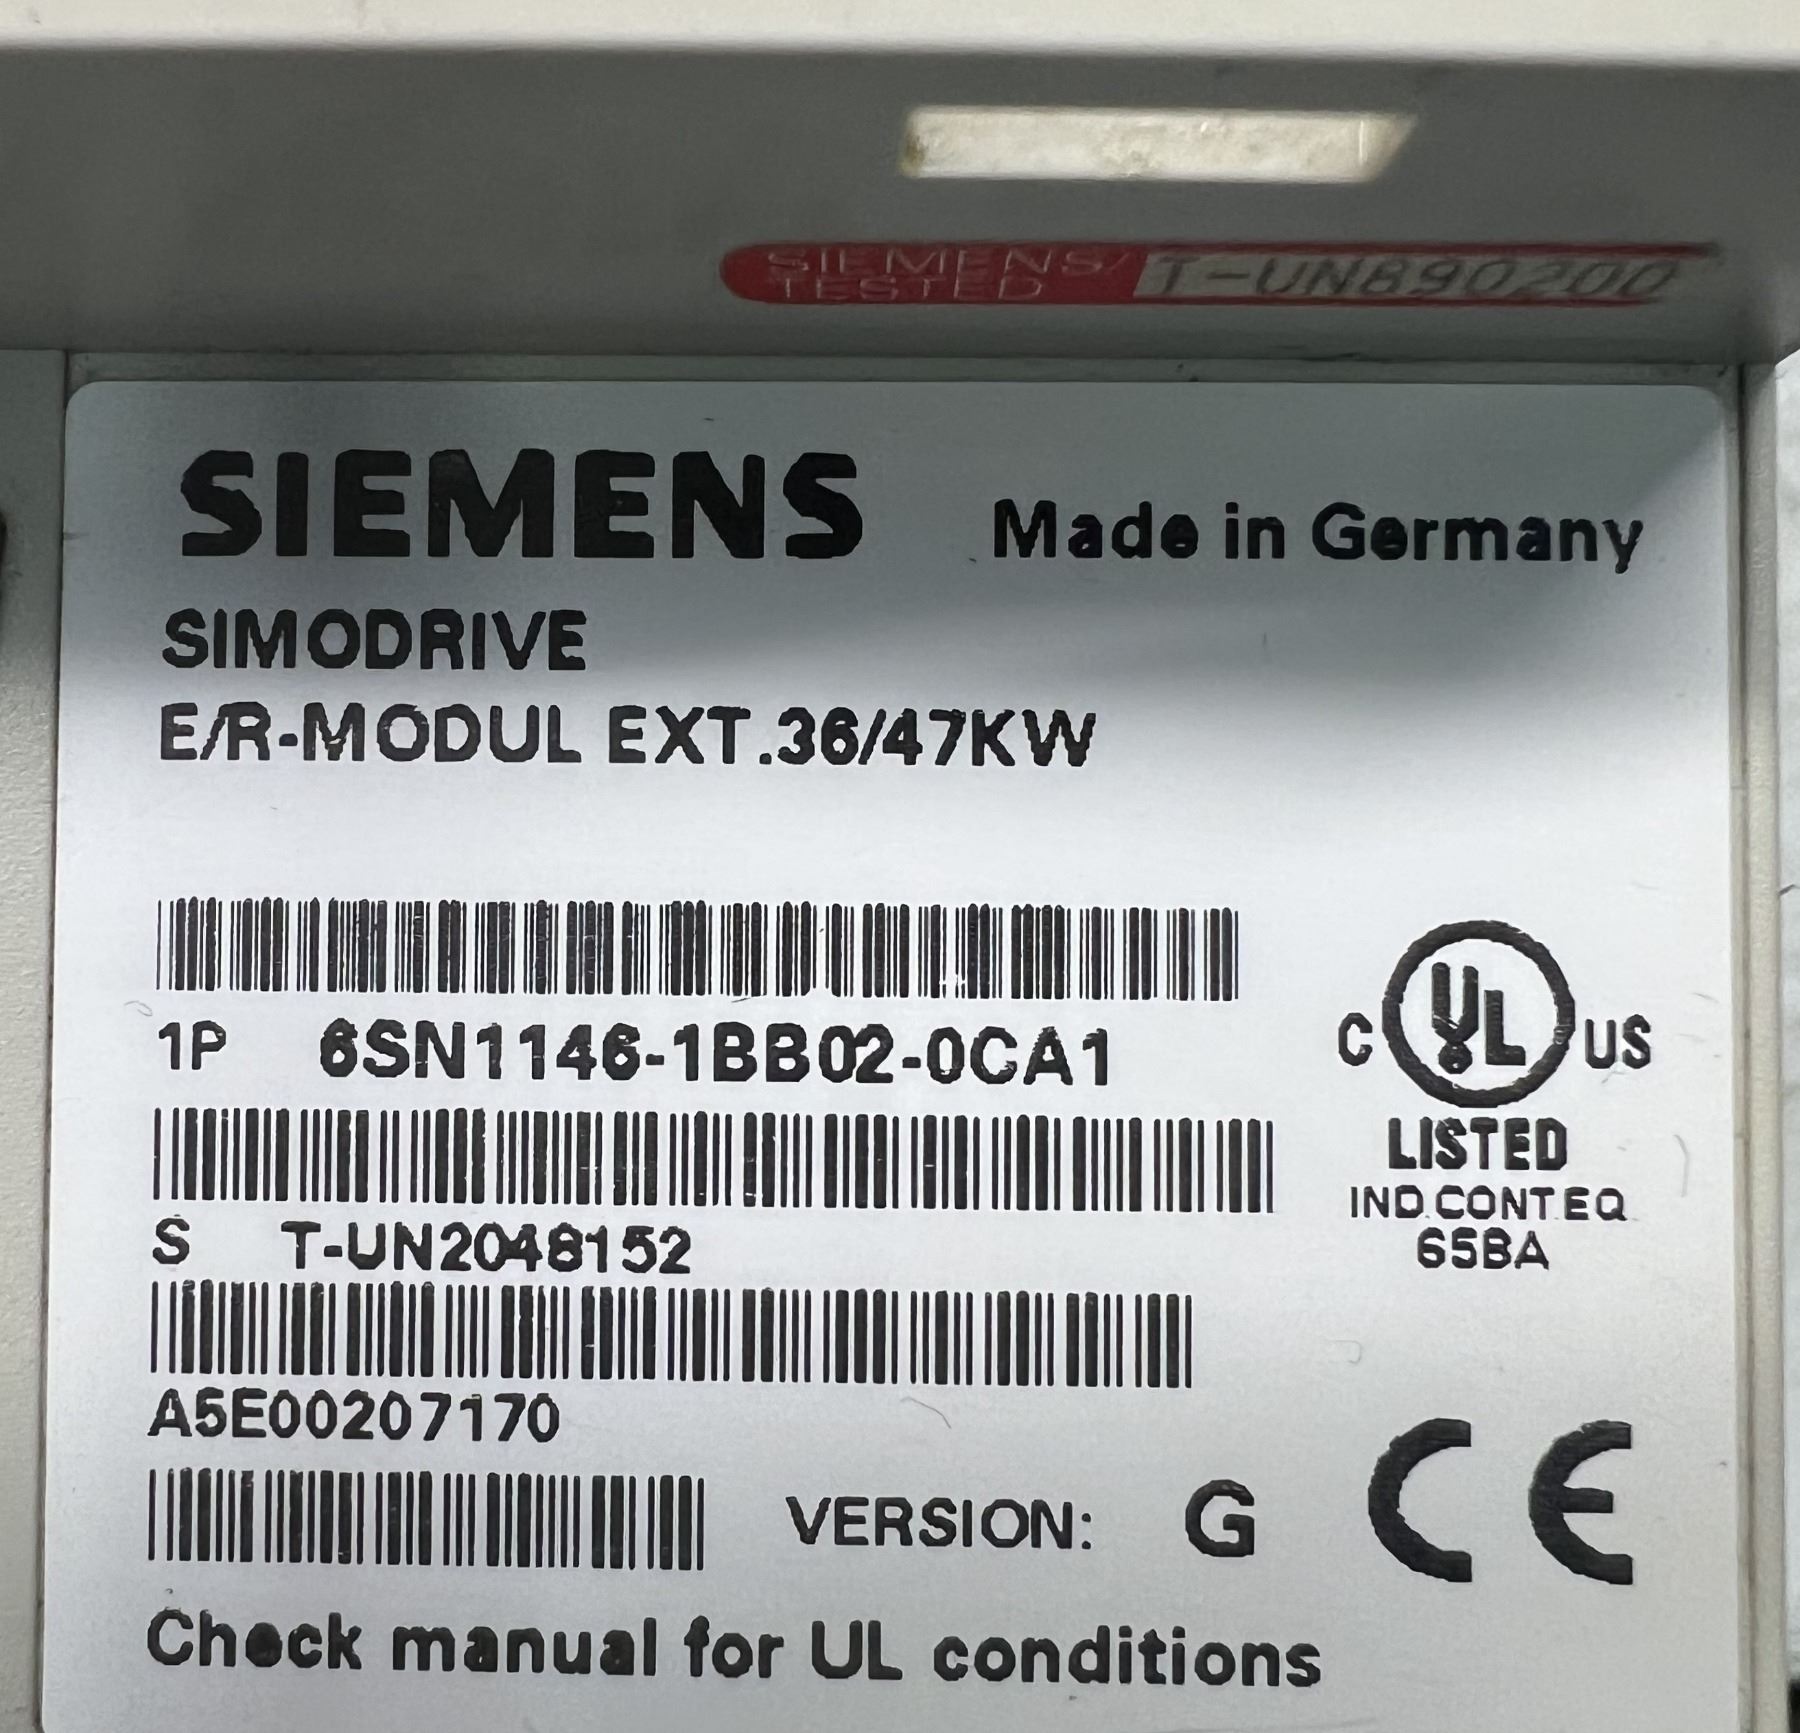 SIEMENS/ T-UN890200
TESTED
SIEMENS Made in Germany
SIMODRIVE
E/R-MODUL EXT.36/47KW
1P 6SN1146-1BB02-0CA1
C UL US
LISTED
IND.CONT.EQ
65BA
S T-UN2048152
A5E00207170
VERSION: G CE
Check manual for UL conditions